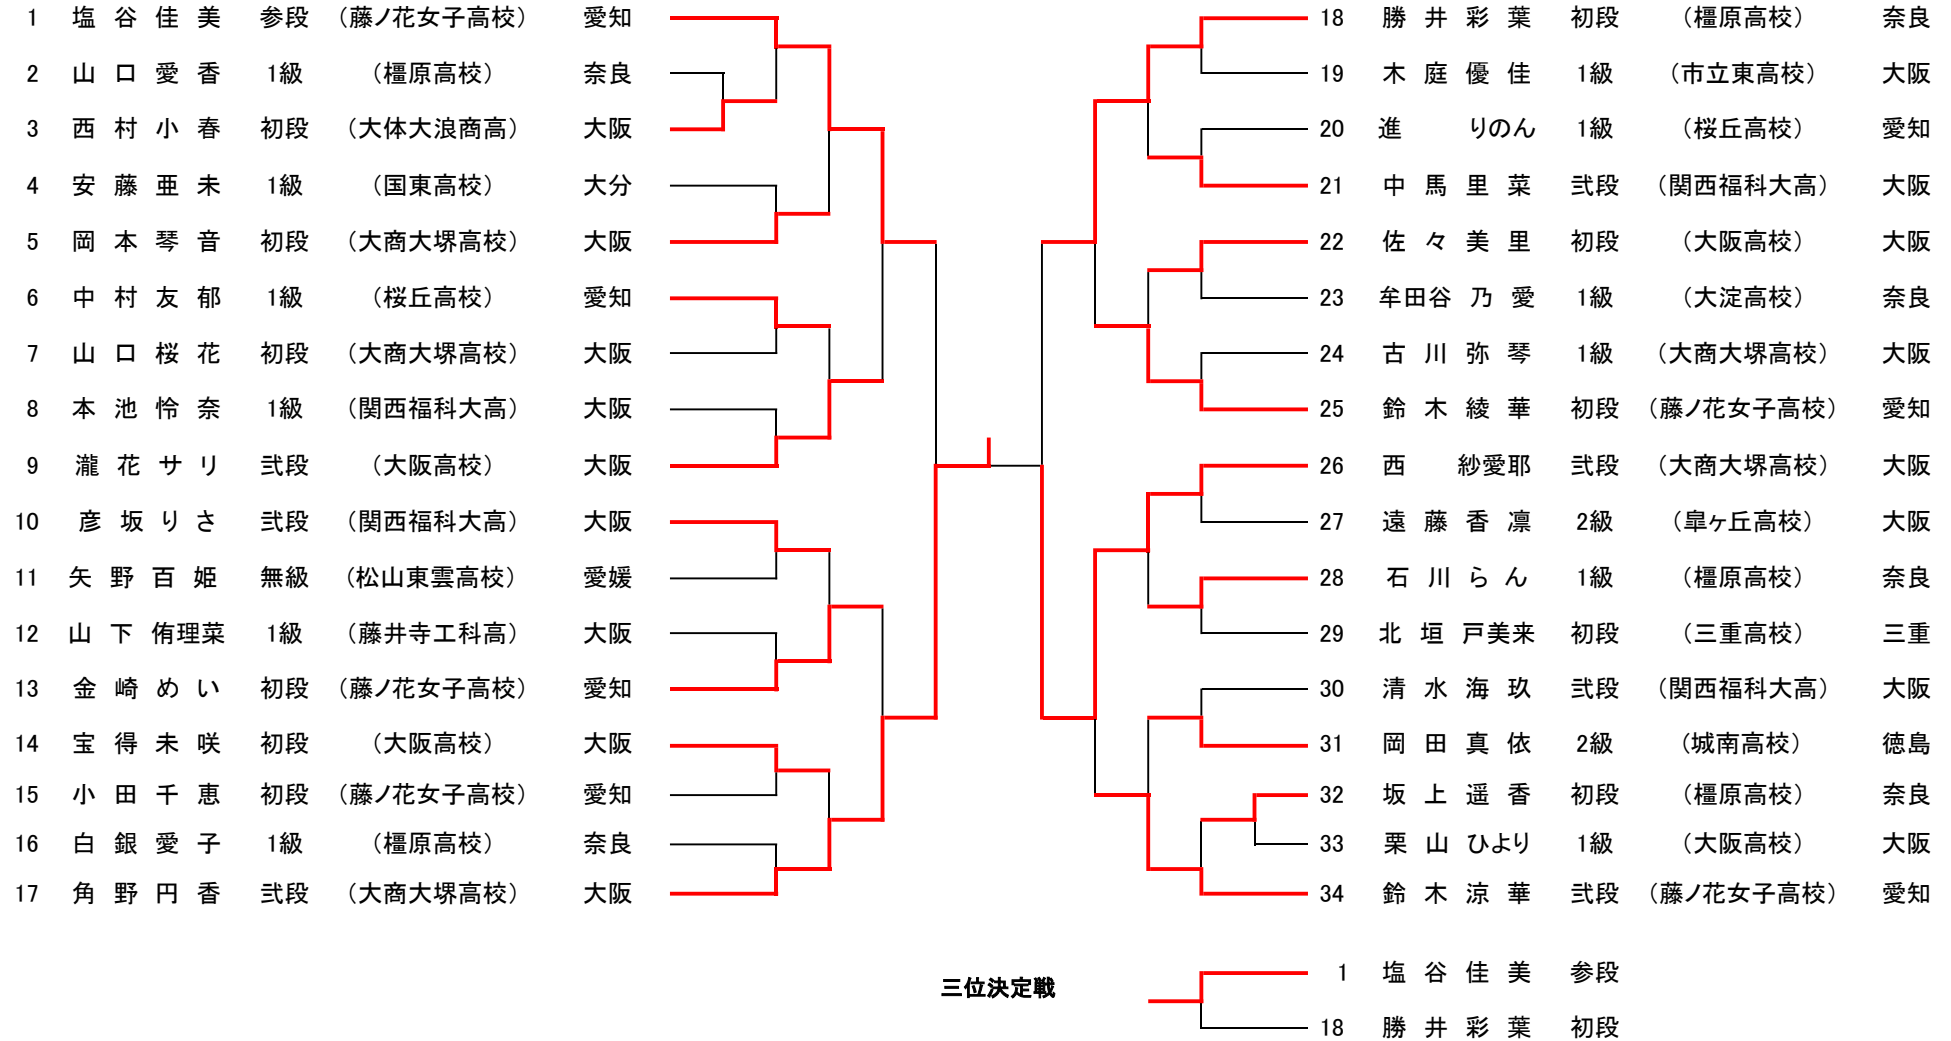 1 塩谷佳美 参段 （藤ノ花女子高校） 愛知
2 山口愛香 1級 （橿原高校） 奈良
3 西村小春 初段 （大体大浪商高） 大阪
4 安藤亜未 1級 （国東高校） 大分
5 岡本琴音 初段 （大商大堺高校） 大阪
6 中村友郁 1級 （桜丘高校） 愛知
7 山口桜花 初段 （大商大堺高校） 大阪
8 本池怜奈 1級 （関西福科大高） 大阪
9 瀧花サリ 弐段 （大阪高校） 大阪
10 彦坂りさ 弐段 （関西福科大高） 大阪
11 矢野百姫 無級 （松山東雲高校） 愛媛
12 山下侑理菜 1級 （藤井寺工科高） 大阪
13 金崎めい 初段 （藤ノ花女子高校） 愛知
14 宝得未咲 初段 （大阪高校） 大阪
15 小田千恵 初段 （藤ノ花女子高校） 愛知
16 白銀愛子 1級 （橿原高校） 奈良
17 角野円香 弐段 （大商大堺高校） 大阪
18 勝井彩葉 初段 （橿原高校） 奈良
19 木庭優佳 1級 （市立東高校） 大阪
20 進 りのん 1級 （桜丘高校） 愛知
21 中馬里菜 弐段 （関西福科大高） 大阪
22 佐々美里 初段 （大阪高校） 大阪
23 牟田谷乃愛 1級 （大淀高校） 奈良
24 古川弥琴 1級 （大商大堺高校） 大阪
25 鈴木綾華 初段 （藤ノ花女子高校） 愛知
26 西 紗愛耶 弐段 （大商大堺高校） 大阪
27 遠藤香凛 2級 （皐ヶ丘高校） 大阪
28 石川らん 1級 （橿原高校） 奈良
29 北垣戸美来 初段 （三重高校） 三重
30 清水海玖 弐段 （関西福科大高） 大阪
31 岡田真依 2級 （城南高校） 徳島
32 坂上遥香 初段 （橿原高校） 奈良
33 栗山ひより 1級 （大阪高校） 大阪
34 鈴木涼華 弐段 （藤ノ花女子高校） 愛知
三位決定戦
1 塩谷佳美 参段
18 勝井彩葉 初段